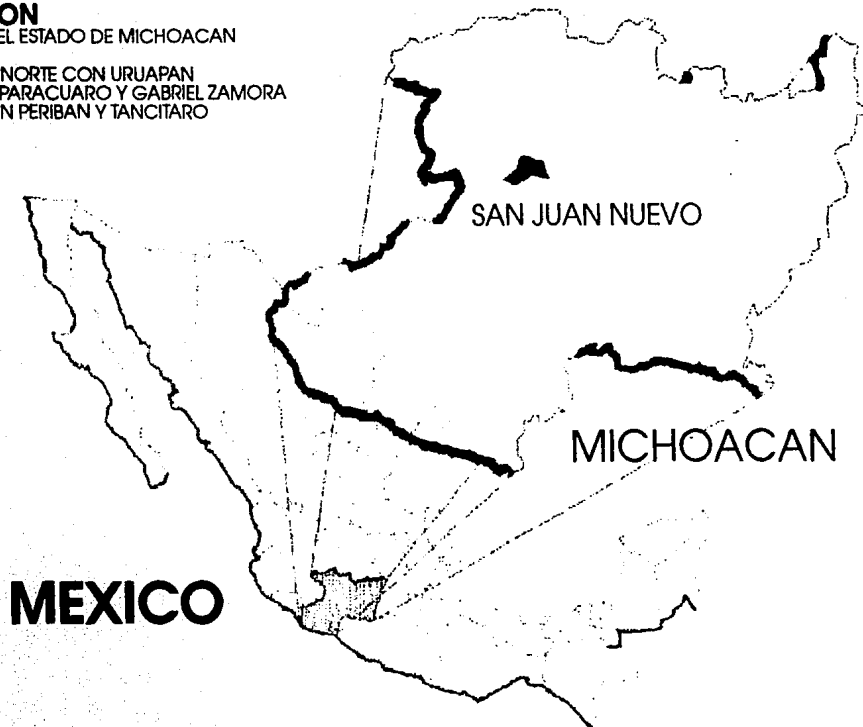 ON
EL ESTADO DE MICHOACAN
NORTE CON URUAPAN
PARACUARO Y GABRIEL ZAMORA
N PERIBAN Y TANCITARO
SAN JUAN NUEVO
MICHOACAN
MEXICO